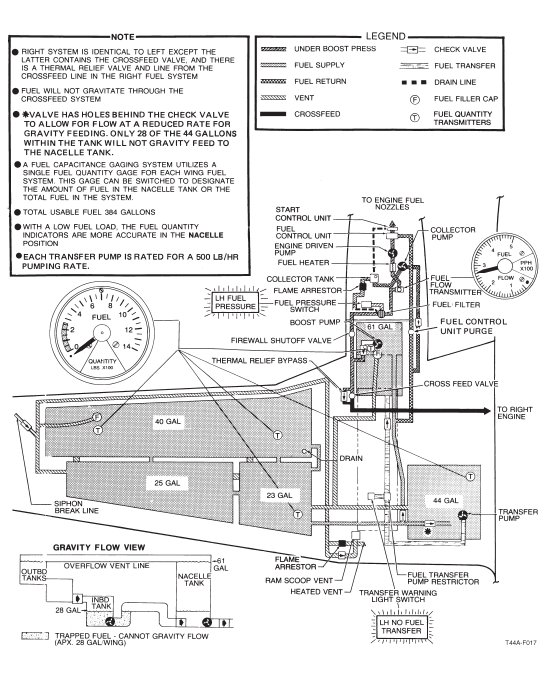 NOTE
RIGHT SYSTEM IS IDENTICAL TO LEFT EXCEPT THE
LATTER CONTAINS THE CROSSFEED VALVE, AND THERE
IS A THERMAL RELIEF VALVE AND LINE FROM THE
CROSSFEED LINE IN THE RIGHT FUEL SYSTEM
FUEL WILL NOT GRAVITATE THROUGH THE
CROSSFEED SYSTEM
✱VALVE HAS HOLES BEHIND THE CHECK VALVE
TO ALLOW FOR FLOW AT A REDUCED RATE FOR
GRAVITY FEEDING. ONLY 28 OF THE 44 GALLONS
WITHIN THE TANK WILL NOT GRAVITY FEED TO
THE NACELLE TANK.
A FUEL CAPACITANCE GAGING SYSTEM UTILIZES A
SINGLE FUEL QUANTITY GAGE FOR EACH WING FUEL
SYSTEM. THIS GAGE CAN BE SWITCHED TO DESIGNATE
THE AMOUNT OF FUEL IN THE NACELLE TANK OR THE
TOTAL FUEL IN THE SYSTEM.
TOTAL USABLE FUEL 384 GALLONS
WITH A LOW FUEL LOAD, THE FUEL QUANTITY
INDICATORS ARE MORE ACCURATE IN THE NACELLE
POSITION
EACH TRANSFER PUMP IS RATED FOR A 500 LB/HR
PUMPING RATE.
LEGEND
UNDER BOOST PRESS
FUEL SUPPLY
FUEL RETURN
VENT
CROSSFEED
CHECK VALVE
FUEL TRANSFER
DRAIN LINE
F FUEL FILLER CAP
T FUEL QUANTITY
TRANSMITTERS
TO ENGINE FUEL
NOZZLES
START
CONTROL UNIT
FUEL
CONTROL UNIT
ENGINE DRIVEN
PUMP
FUEL HEATER
COLLECTOR TANK
FLAME ARRESTOR
FUEL PRESSURE
SWITCH
BOOST PUMP
FIREWALL SHUTOFF VALVE
THERMAL RELIEF BYPASS
COLLECTOR
PUMP
FUEL
FLOW
TRANSMITTER
FUEL FILTER
FUEL CONTROL
UNIT PURGE
CROSS FEED VALVE
TO RIGHT
ENGINE
61 GAL
F
LH FUEL
PRESSURE
0 2 4 6 8 10 12 14
FUEL
QUANTITY
LBS X100
1 2 3 4 5
FUEL
PPH
X100
FLOW
40 GAL
F
T
T
DRAIN
25 GAL
23 GAL
T
T
44 GAL
✱
TRANSFER
PUMP
SIPHON
BREAK LINE
FLAME
ARRESTOR
RAM SCOOP VENT
HEATED VENT
FUEL TRANSFER
PUMP RESTRICTOR
TRANSFER WARNING
LIGHT SWITCH
LH NO FUEL
TRANSFER
GRAVITY FLOW VIEW
OVERFLOW VENT LINE
61
GAL
OUTBD
TANKS
NACELLE
TANK
INBD
TANK
28 GAL
TRAPPED FUEL - CANNOT GRAVITY FLOW
(APX. 28 GAL/WING)
T44A-F017